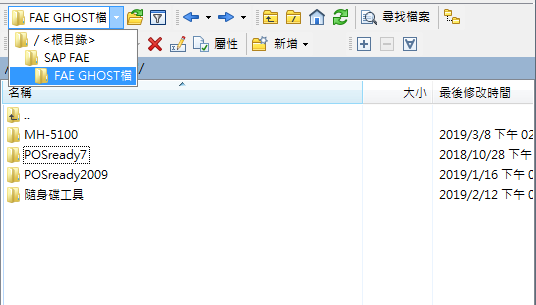 FAE GHOST檔 尋找檔案
/ <根目錄> 屬性 新增
SAP FAE
FAE GHOST檔
/ /
名稱 大小 最後修改時間
..
MH-5100 2019/3/8 下午 02
POSready7 2018/10/28 下午
POSready2009 2019/1/16 下午 0
隨身碟工具 2019/2/12 下午 0